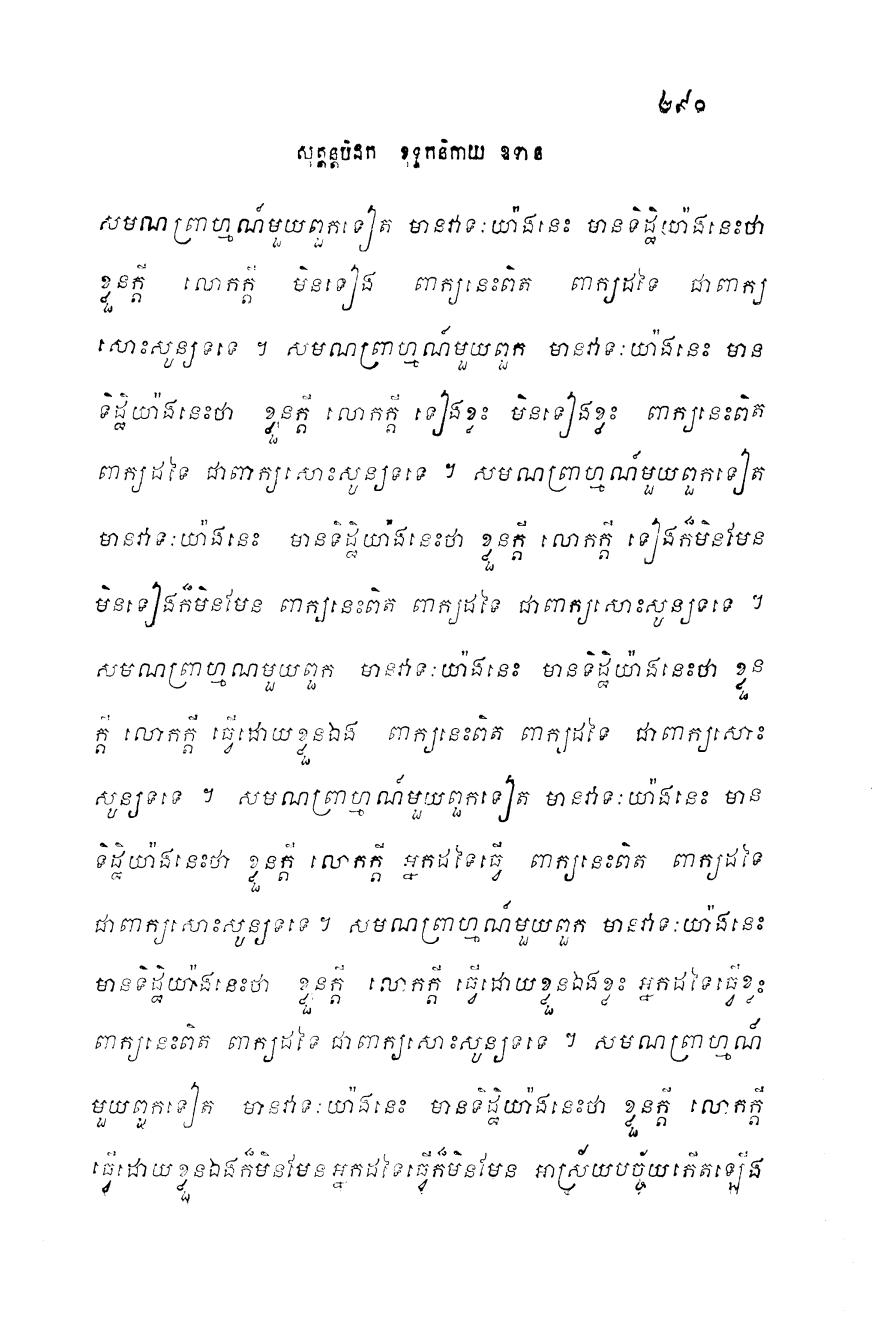 ២៩០
សុត្តន្តបិដក ខុទ្ទកនិកាយ ឧទាន
សមណព្រាហ្មណ៍មួយពួកទៀត មានវាទៈយ៉ាងនេះ មានទិដ្ឋិយ៉ាងនេះថា
ខ្លួនក្តី លោកក្តី មិនទៀង ពាក្យនេះពិត ពាក្យដទៃ ជាពាក្យ
សោះសូន្យទទេ ។ សមណព្រាហ្មណ៍មួយពួក មានវាទៈយ៉ាងនេះ មាន
ទិដ្ឋិយ៉ាងនេះថា ខ្លួនក្តី លោកក្តី ទៀងខ្លះ មិនទៀងខ្លះ ពាក្យនេះពិត
ពាក្យដទៃ ជាពាក្យសោះសូន្យទទេ ។ សមណព្រាហ្មណ៍មួយពួកទៀត
មានវាទៈយ៉ាងនេះ មានទិដ្ឋិយ៉ាងនេះថា ខ្លួនក្តី លោកក្តី ទៀងក៏មិនមែន
មិនទៀងក៏មិនមែន ពាក្យនេះពិត ពាក្យដទៃ ជាពាក្យសោះសូន្យទទេ ។
សមណព្រាហ្មណមួយពួក មានវាទៈយ៉ាងនេះ មានទិដ្ឋិយ៉ាងនេះថា ខ្លួន
ក្តី លោកក្តី ធ្វើដោយខ្លួនឯង ពាក្យនេះពិត ពាក្យដទៃ ជាពាក្យសោះ
សូន្យទទេ ។ សមណព្រាហ្មណ៍មួយពួកទៀត មានវាទៈយ៉ាងនេះ មាន
ទិដ្ឋិយ៉ាងនេះថា ខ្លួនក្តី លោកក្តី អ្នកដទៃធ្វើ ពាក្យនេះពិត ពាក្យដទៃ
ជាពាក្យសោះសូន្យទទេ ។ សមណព្រាហ្មណ៍មួយពួក មានវាទៈយ៉ាងនេះ
មានទិដ្ឋិយ៉ាងនេះថា ខ្លួនក្តី លោកក្តី ធ្វើដោយខ្លួនឯងខ្លះ អ្នកដទៃធ្វើខ្លះ
ពាក្យនេះពិត ពាក្យដទៃ ជាពាក្យសោះសូន្យទទេ ។ សមណព្រាហ្មណ៍
មួយពួកទៀត មានវាទៈយ៉ាងនេះ មានទិដ្ឋិយ៉ាងនេះថា ខ្លួនក្តី លោកក្តី
ធ្វើដោយខ្លួនឯងក៏មិនមែន អ្នកដទៃធ្វើក៏មិនមែន អាស្រ័យបច្ច័យកើតឡើង